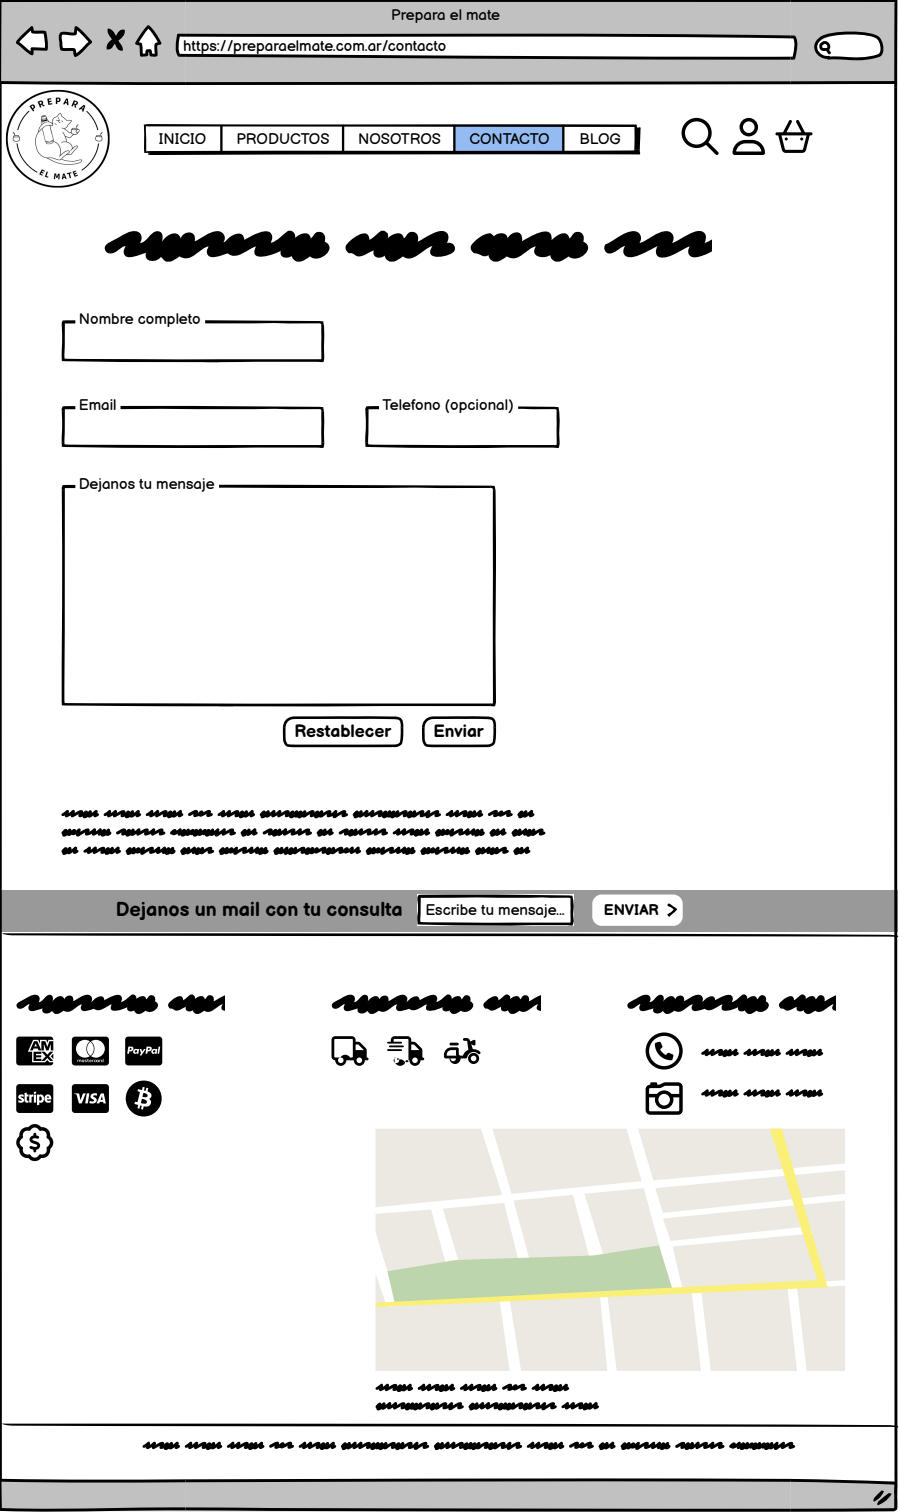 Prepara el mate
https://preparaelmate.com.ar/contacto
PREPARA
EL MATE
INICIO PRODUCTOS NOSOTROS CONTACTO BLOG
Nombre completo
Email Telefono (opcional)
Dejanos tu mensaje
Restablecer Enviar
Dejanos un mail con tu consulta Escribe tu mensaje... ENVIAR >
AM
EX mastercard PayPal
stripe VISA ₿
$